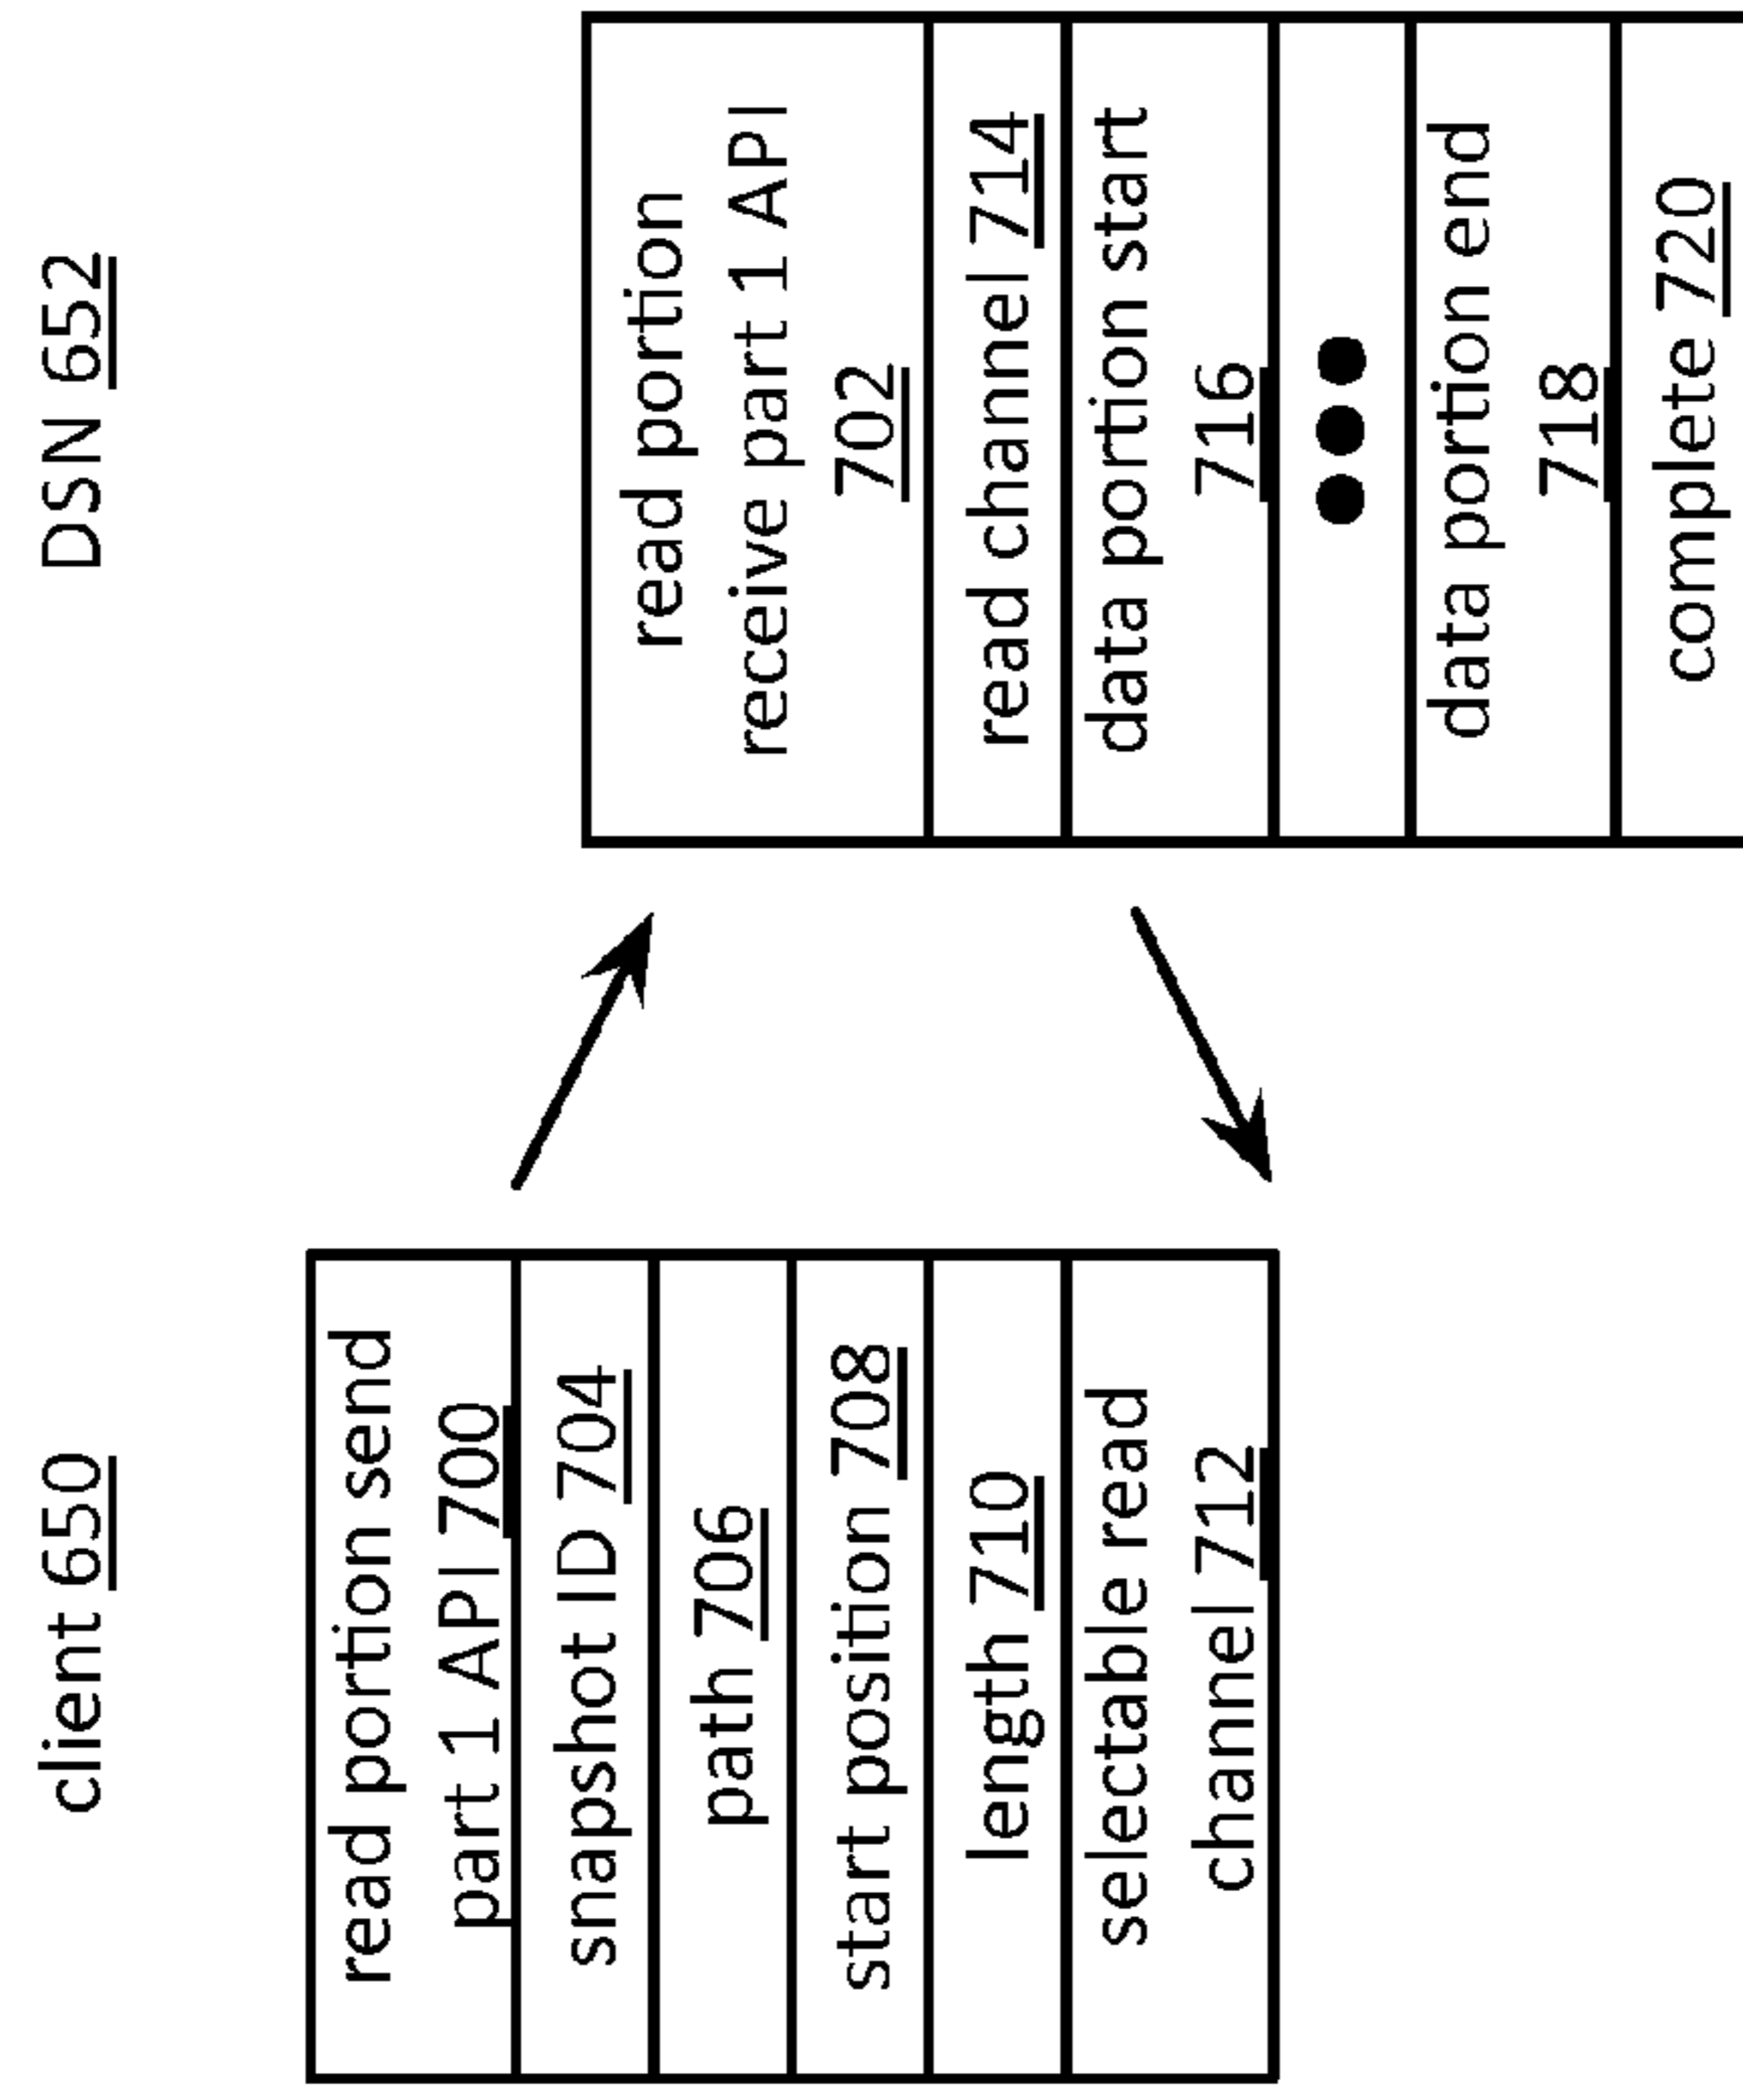 client 650
DSN 652
read portion send
part 1 API 700
snapshot ID 704
path 706
start position 708
length 710
selectable read
channel 712
read portion
receive part 1 API
702
read channel 714
data portion start
716
data portion end
718
complete 720